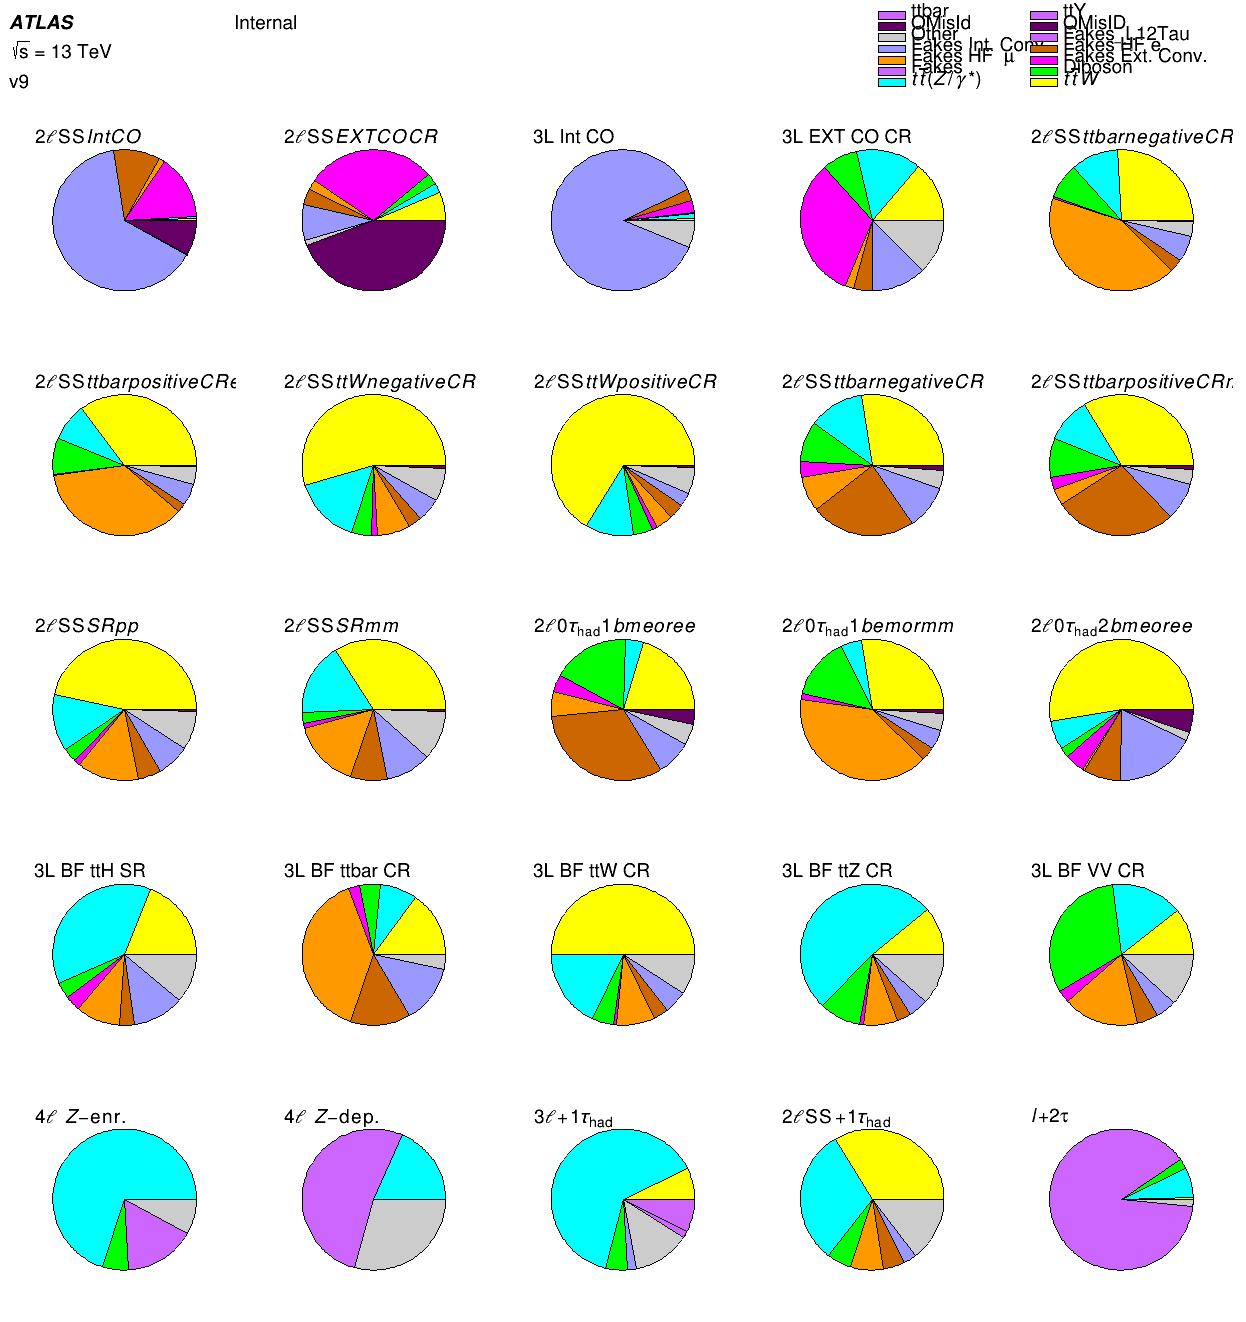 ATLAS Internal
√s = 13 TeV
v9
ttbar ttY
QMisId QMisID
Other Fakes_L12Tau
Fakes Int. Conv Fakes HF e
Fakes HF μ Fakes Ext. Conv.
Fakes Diboson
tt̄(Z/γ*) tt̄W
2ℓSSIntCO 2ℓSSEXTCOCR 3L Int CO 3L EXT CO CR 2ℓSSttbarnegativeCR
2ℓSSttbarpositiveCRe 2ℓSSttWnegativeCR 2ℓSSttWpositiveCR 2ℓSSttbarnegativeCR 2ℓSSttbarpositiveCRm
2ℓSSSRpp 2ℓSSSRmm 2ℓ0τhad1bmeoree 2ℓ0τhad1bemormm 2ℓ0τhad2bmeoree
3L BF ttH SR 3L BF ttbar CR 3L BF ttW CR 3L BF ttZ CR 3L BF VV CR
4ℓ Z−enr. 4ℓ Z−dep. 3ℓ+1τhad 2ℓSS+1τhad l+2τ